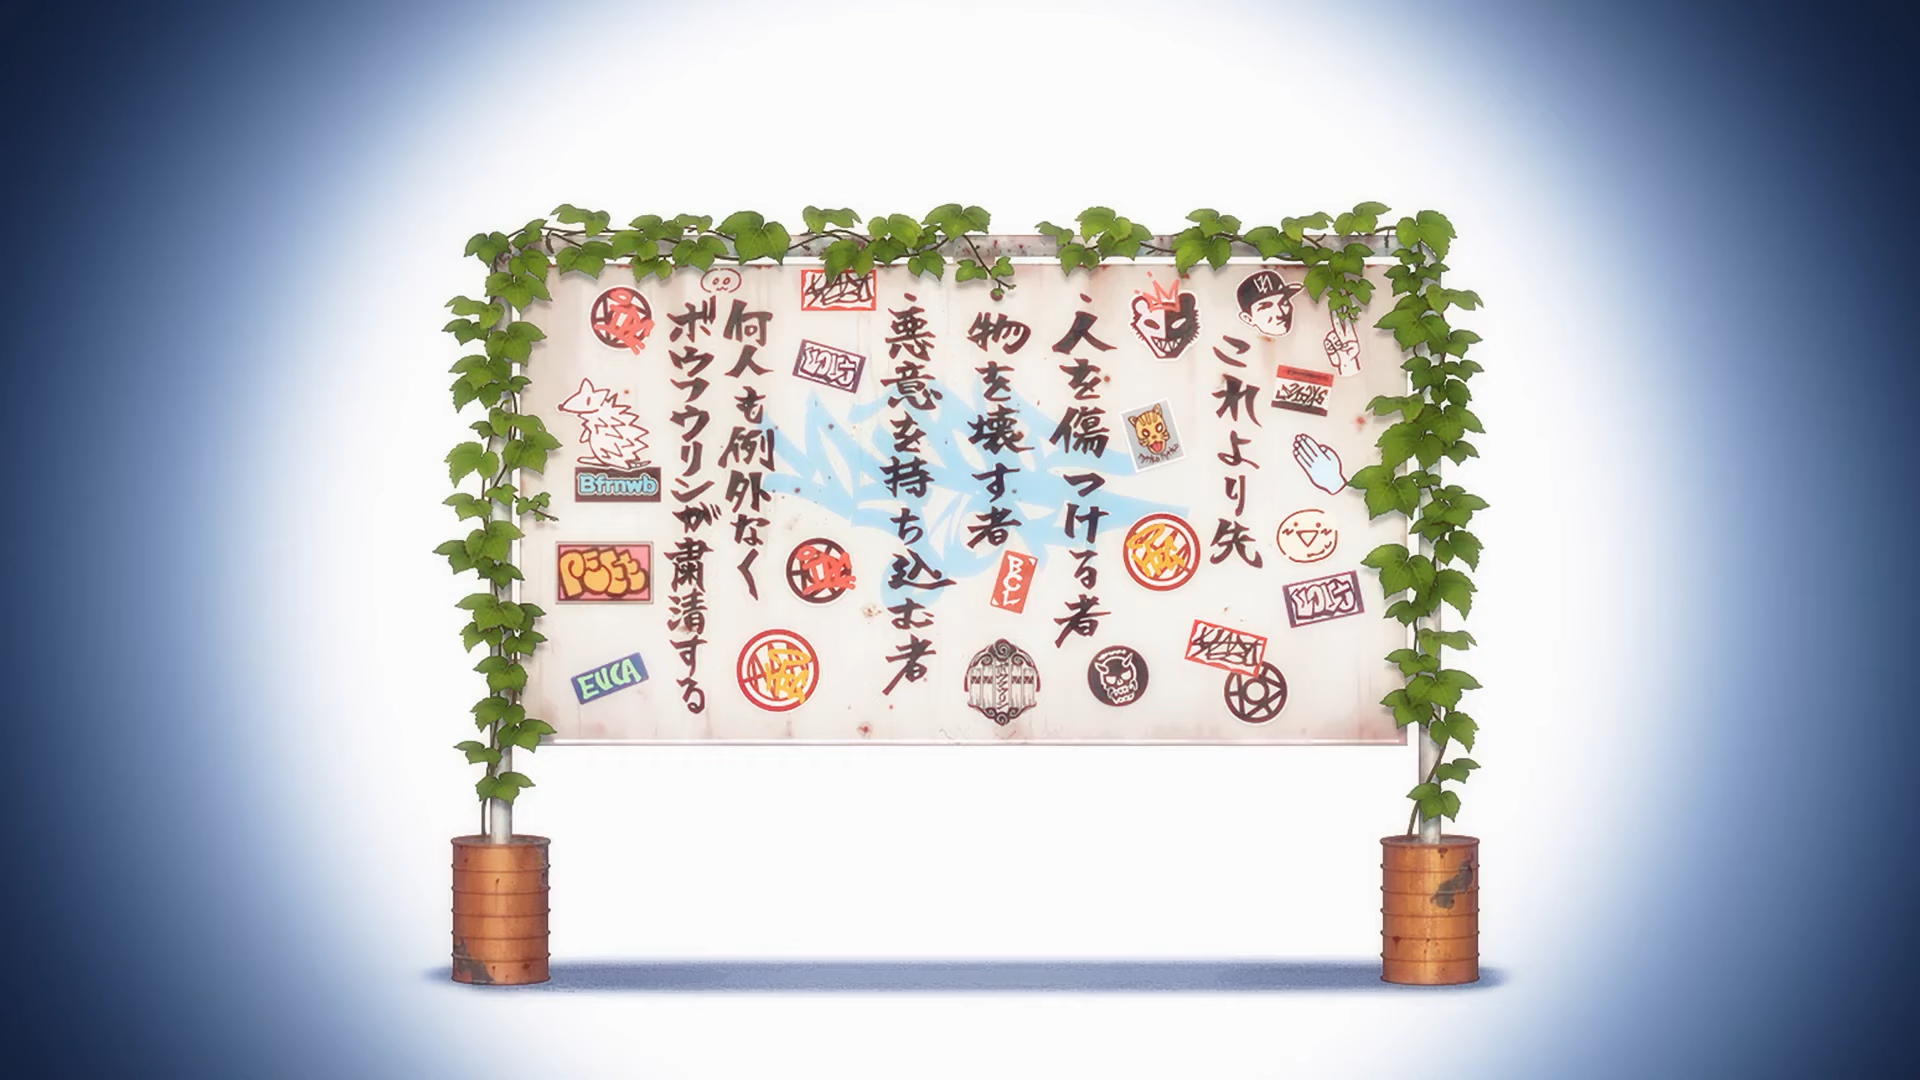 これより先
・人を傷つける者
・物を壊す者
・悪意を持ち込む者
何人も例外なく
ボウフウリンが粛清する
Bfrnwb
EUCA
BCL